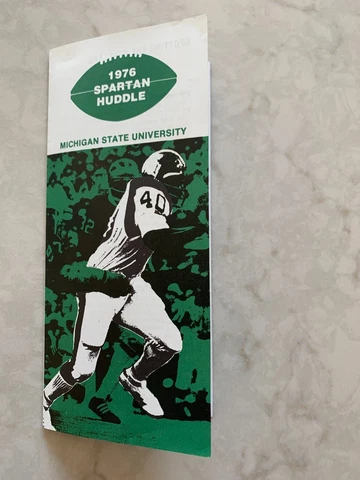 1976
SPARTAN
HUDDLE
MICHIGAN STATE UNIVERSITY
40